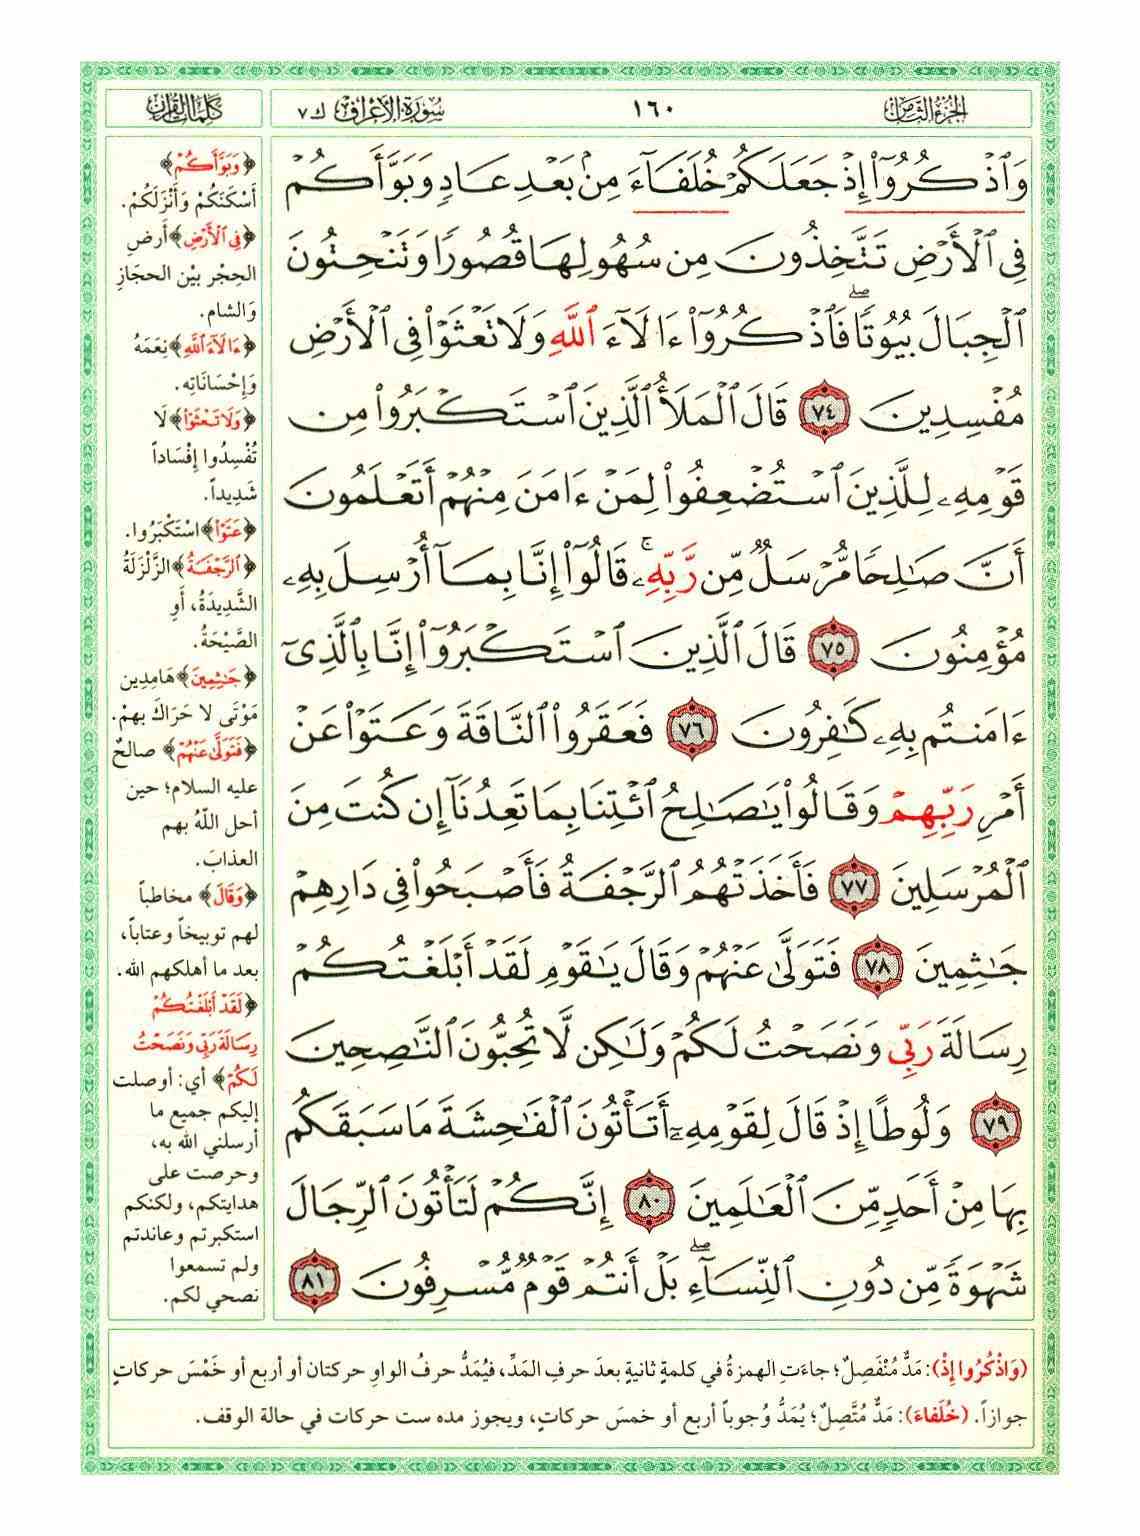 الجزء الثامن
١٦٠
سورة الأعراف ك ٧
كلمات القرآن
وَٱذۡكُرُوٓاْ إِذۡ جَعَلَكُمۡ خُلَفَآءَ مِنۢ بَعۡدِ عَادٖ وَبَوَّأَكُمۡ
فِي ٱلۡأَرۡضِ تَتَّخِذُونَ مِن سُهُولِهَا قُصُورٗا وَتَنۡحِتُونَ
ٱلۡجِبَالَ بُيُوتٗاۖ فَٱذۡكُرُوٓاْ ءَالَآءَ ٱللَّهِ وَلَا تَعۡثَوۡاْ فِي ٱلۡأَرۡضِ
مُفۡسِدِينَ ٧٤ قَالَ ٱلۡمَلَأُ ٱلَّذِينَ ٱسۡتَكۡبَرُواْ مِن
قَوۡمِهِۦ لِلَّذِينَ ٱسۡتُضۡعِفُواْ لِمَنۡ ءَامَنَ مِنۡهُمۡ أَتَعۡلَمُونَ
أَنَّ صَٰلِحٗا مُّرۡسَلٞ مِّن رَّبِّهِۦۚ قَالُوٓاْ إِنَّا بِمَآ أُرۡسِلَ بِهِۦ
مُؤۡمِنُونَ ٧٥ قَالَ ٱلَّذِينَ ٱسۡتَكۡبَرُوٓاْ إِنَّا بِٱلَّذِيٓ
ءَامَنتُم بِهِۦ كَٰفِرُونَ ٧٦ فَعَقَرُواْ ٱلنَّاقَةَ وَعَتَوۡاْ عَنۡ
أَمۡرِ رَبِّهِمۡ وَقَالُواْ يَٰصَٰلِحُ ٱئۡتِنَا بِمَا تَعِدُنَآ إِن كُنتَ مِنَ
ٱلۡمُرۡسَلِينَ ٧٧ فَأَخَذَتۡهُمُ ٱلرَّجۡفَةُ فَأَصۡبَحُواْ فِي دَارِهِمۡ
جَٰثِمِينَ ٧٨ فَتَوَلَّىٰ عَنۡهُمۡ وَقَالَ يَٰقَوۡمِ لَقَدۡ أَبۡلَغۡتُكُمۡ
رِسَالَةَ رَبِّي وَنَصَحۡتُ لَكُمۡ وَلَٰكِن لَّا تُحِبُّونَ ٱلنَّٰصِحِينَ
٧٩ وَلُوطًا إِذۡ قَالَ لِقَوۡمِهِۦٓ أَتَأۡتُونَ ٱلۡفَٰحِشَةَ مَا سَبَقَكُم
بِهَا مِنۡ أَحَدٖ مِّنَ ٱلۡعَٰلَمِينَ ٨٠ إِنَّكُمۡ لَتَأۡتُونَ ٱلرِّجَالَ
شَهۡوَةٗ مِّن دُونِ ٱلنِّسَآءِۚ بَلۡ أَنتُمۡ قَوۡمٞ مُّسۡرِفُونَ ٨١
﴿وَبَوَّأَكُمۡ﴾
أَسْكَنَكُمْ وَأَنْزَلَكُمْ.
﴿فِي ٱلۡأَرۡضِ﴾ أَرضِ
الحِجْر بيْن الحجَازِ
وَالشام.
﴿ءَالَآءَ ٱللَّهِ﴾ نِعَمَهُ
وَإِحْسَانَاتِه.
﴿وَلَا تَعۡثَوۡاْ﴾ لَا
تُفْسِدُوا إفْسَاداً
شَدِيداً.
﴿عَتَوۡاْ﴾ اسْتَكْبَرُوا.
﴿ٱلرَّجۡفَةُ﴾ الزَّلْزَلَةُ
الشَّدِيدَةُ، أَوِ
الصَّيْحَةُ.
﴿جَٰثِمِينَ﴾ هَامِدِين
مَوْتَى لا حَرَاكَ بهمْ.
﴿فَتَوَلَّىٰ عَنۡهُمۡ﴾ صالحٌ
عليه السلام؛ حين
أحل اللّهُ بهم
العذابَ.
﴿وَقَالَ﴾ مخاطباً
لهم توبيخاً وعتاباً،
بعد ما أهلكهم الله.
﴿لَقَدۡ أَبۡلَغۡتُكُمۡ
رِسَالَةَ رَبِّي وَنَصَحۡتُ
لَكُمۡ﴾ أي: أوصلت
إليكم جميع ما
أرسلني الله به،
وحرصت على
هدايتكم، ولكنكم
استكبرتم وعاندتم
ولم تسمعوا
نصحي لكم.
(وَاذْكُرُوا إِذْ): مَدٌّ مُنْفَصِلٌ؛ جاءَتِ الهمزةُ في كلمةٍ ثانيةٍ بعدَ حرفِ المَدِّ، فيُمَدُّ حرفُ الواوِ حركتان أو أربع أو خَمْسَ حركاتٍ
جوازاً. (خُلَفاءَ): مَدٌّ مُتَّصِلٌ؛ يُمَدُّ وُجوباً أربع أو خمسَ حركاتٍ، ويجوز مده ست حركات في حالة الوقف.